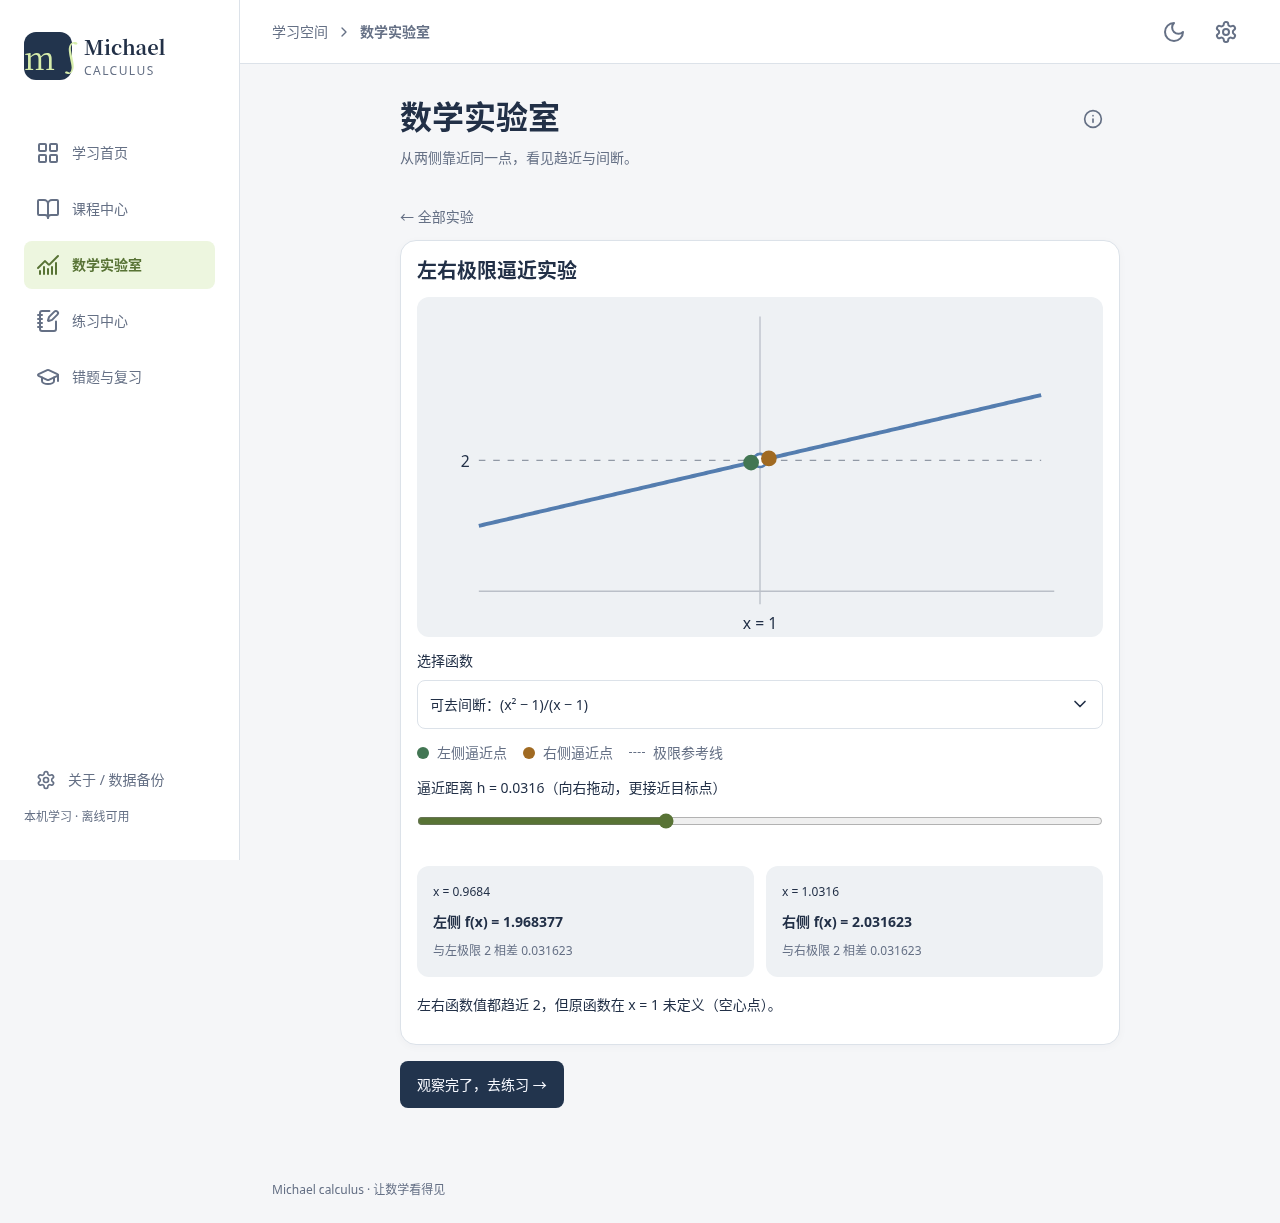 m ∫
Michael
CALCULUS
学习首页
课程中心
数学实验室
练习中心
错题与复习
关于 / 数据备份
本机学习 · 离线可用
学习空间 > 数学实验室
数学实验室
从两侧靠近同一点，看见趋近与间断。
← 全部实验
左右极限逼近实验
2
x = 1
选择函数
可去间断：(x² − 1)/(x − 1)
左侧逼近点 右侧逼近点 极限参考线
逼近距离 h = 0.0316（向右拖动，更接近目标点）
x = 0.9684
左侧 f(x) = 1.968377
与左极限 2 相差 0.031623
x = 1.0316
右侧 f(x) = 2.031623
与右极限 2 相差 0.031623
左右函数值都趋近 2，但原函数在 x = 1 未定义（空心点）。
观察完了，去练习 →
Michael calculus · 让数学看得见